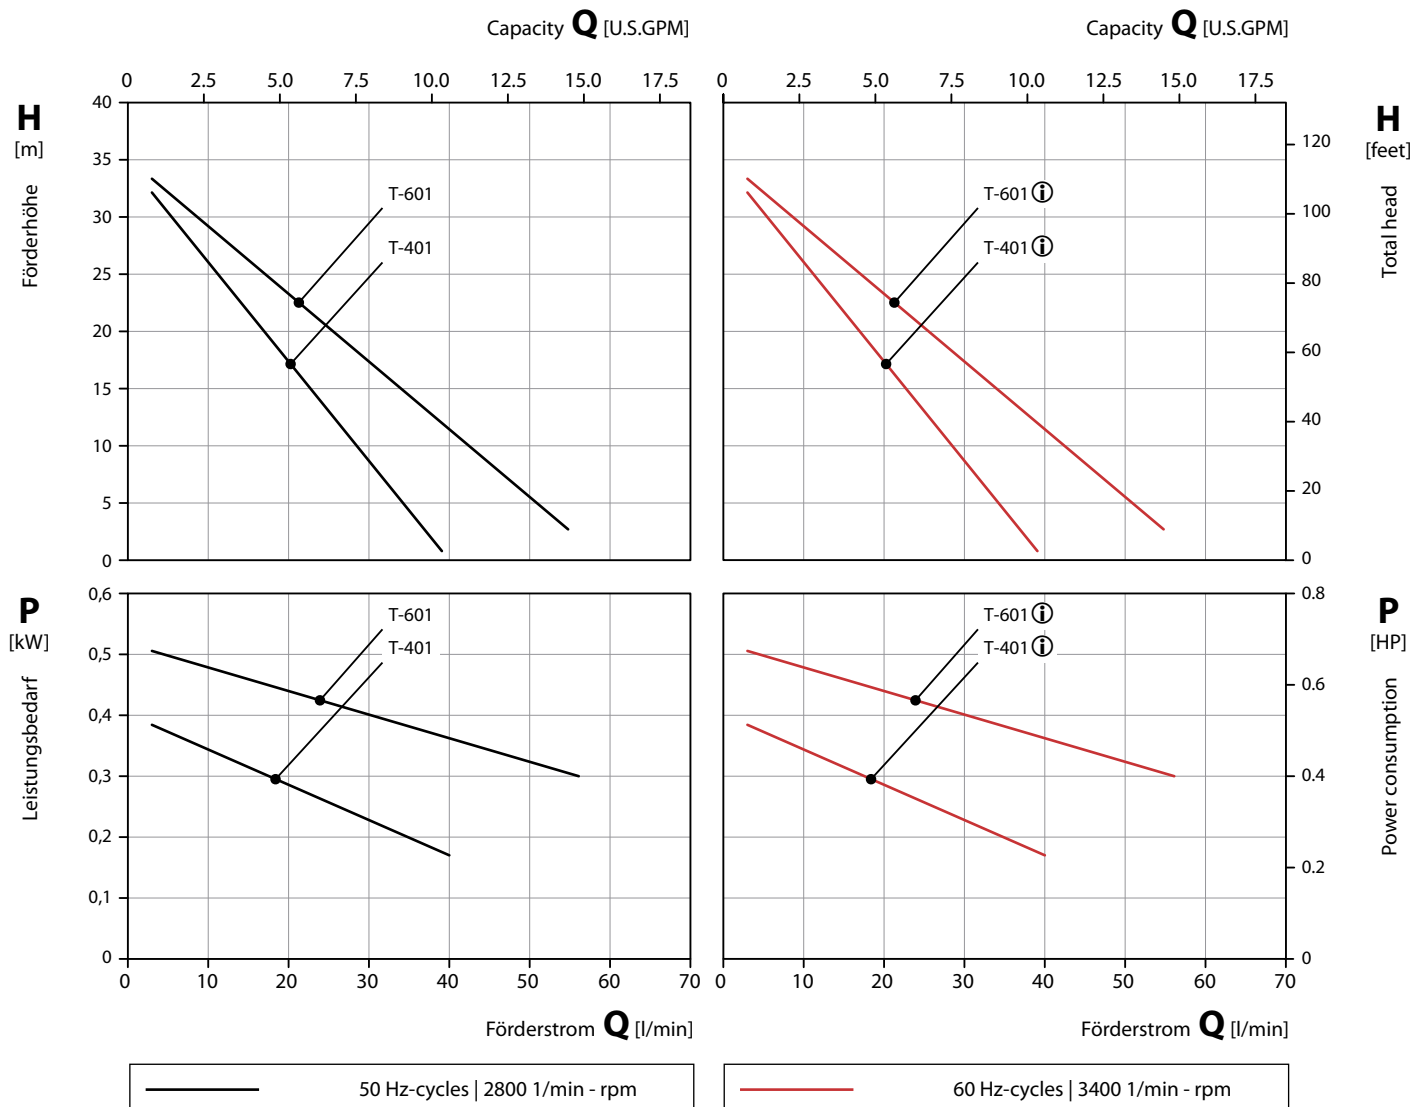 Capacity Q [U.S.GPM]
Capacity Q [U.S.GPM]
0 2.5 5.0 7.5 10.0 12.5 15.0 17.5
0 2.5 5.0 7.5 10.0 12.5 15.0 17.5
H
[m]
Förderhöhe
40
35
30
25
20
15
10
5
0
T-601
T-401
T-601 ⓘ
T-401 ⓘ
120
100
80
60
40
20
0
H
[feet]
Total head
P
[kW]
Leistungsbedarf
0,6
0,5
0,4
0,3
0,2
0,1
0
T-601
T-401
T-601 ⓘ
T-401 ⓘ
0.8
0.6
0.4
0.2
0
P
[HP]
Power consumption
0 10 20 30 40 50 60 70
0 10 20 30 40 50 60 70
Förderstrom Q [l/min]
Förderstrom Q [l/min]
50 Hz-cycles | 2800 1/min - rpm
60 Hz-cycles | 3400 1/min - rpm